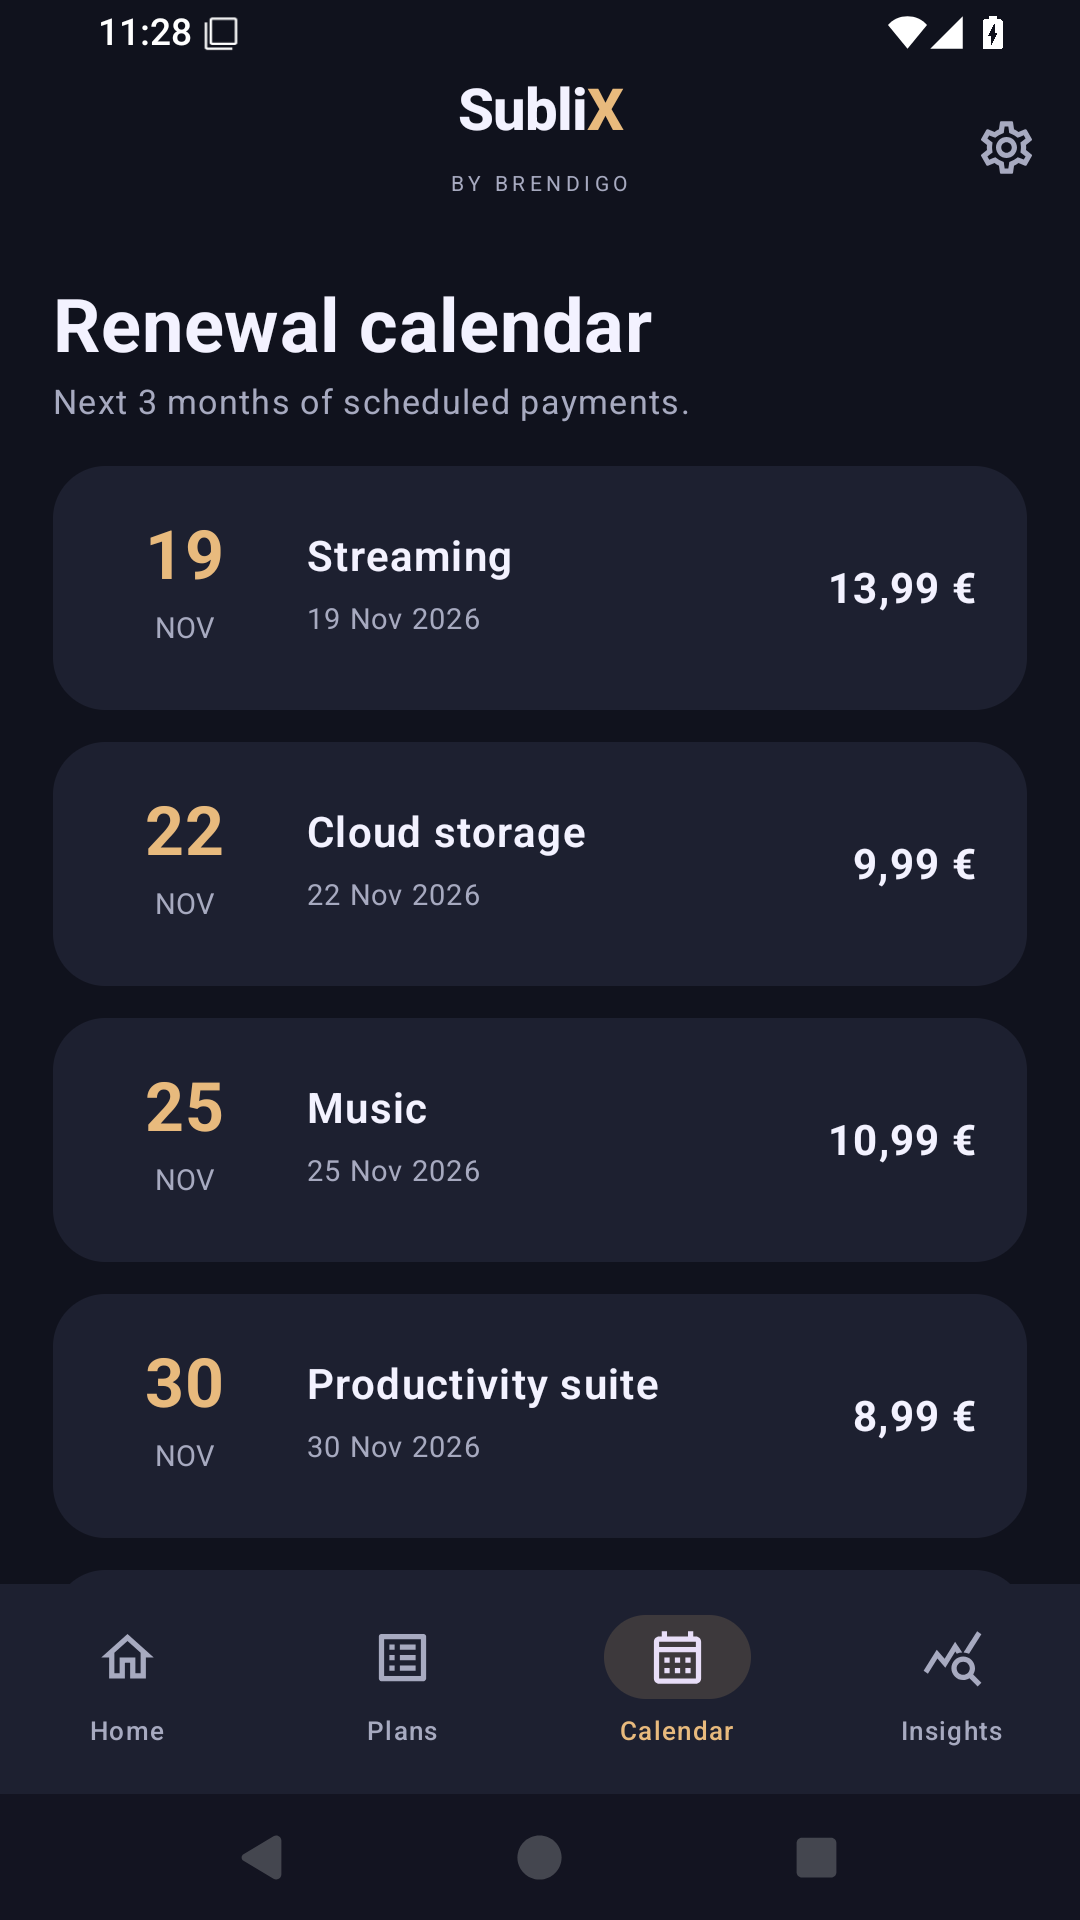 11:28
SubliX
BY BRENDIGO
Renewal calendar
Next 3 months of scheduled payments.
19
NOV
Streaming
19 Nov 2026
13,99 €
22
NOV
Cloud storage
22 Nov 2026
9,99 €
25
NOV
Music
25 Nov 2026
10,99 €
30
NOV
Productivity suite
30 Nov 2026
8,99 €
Home
Plans
Calendar
Insights